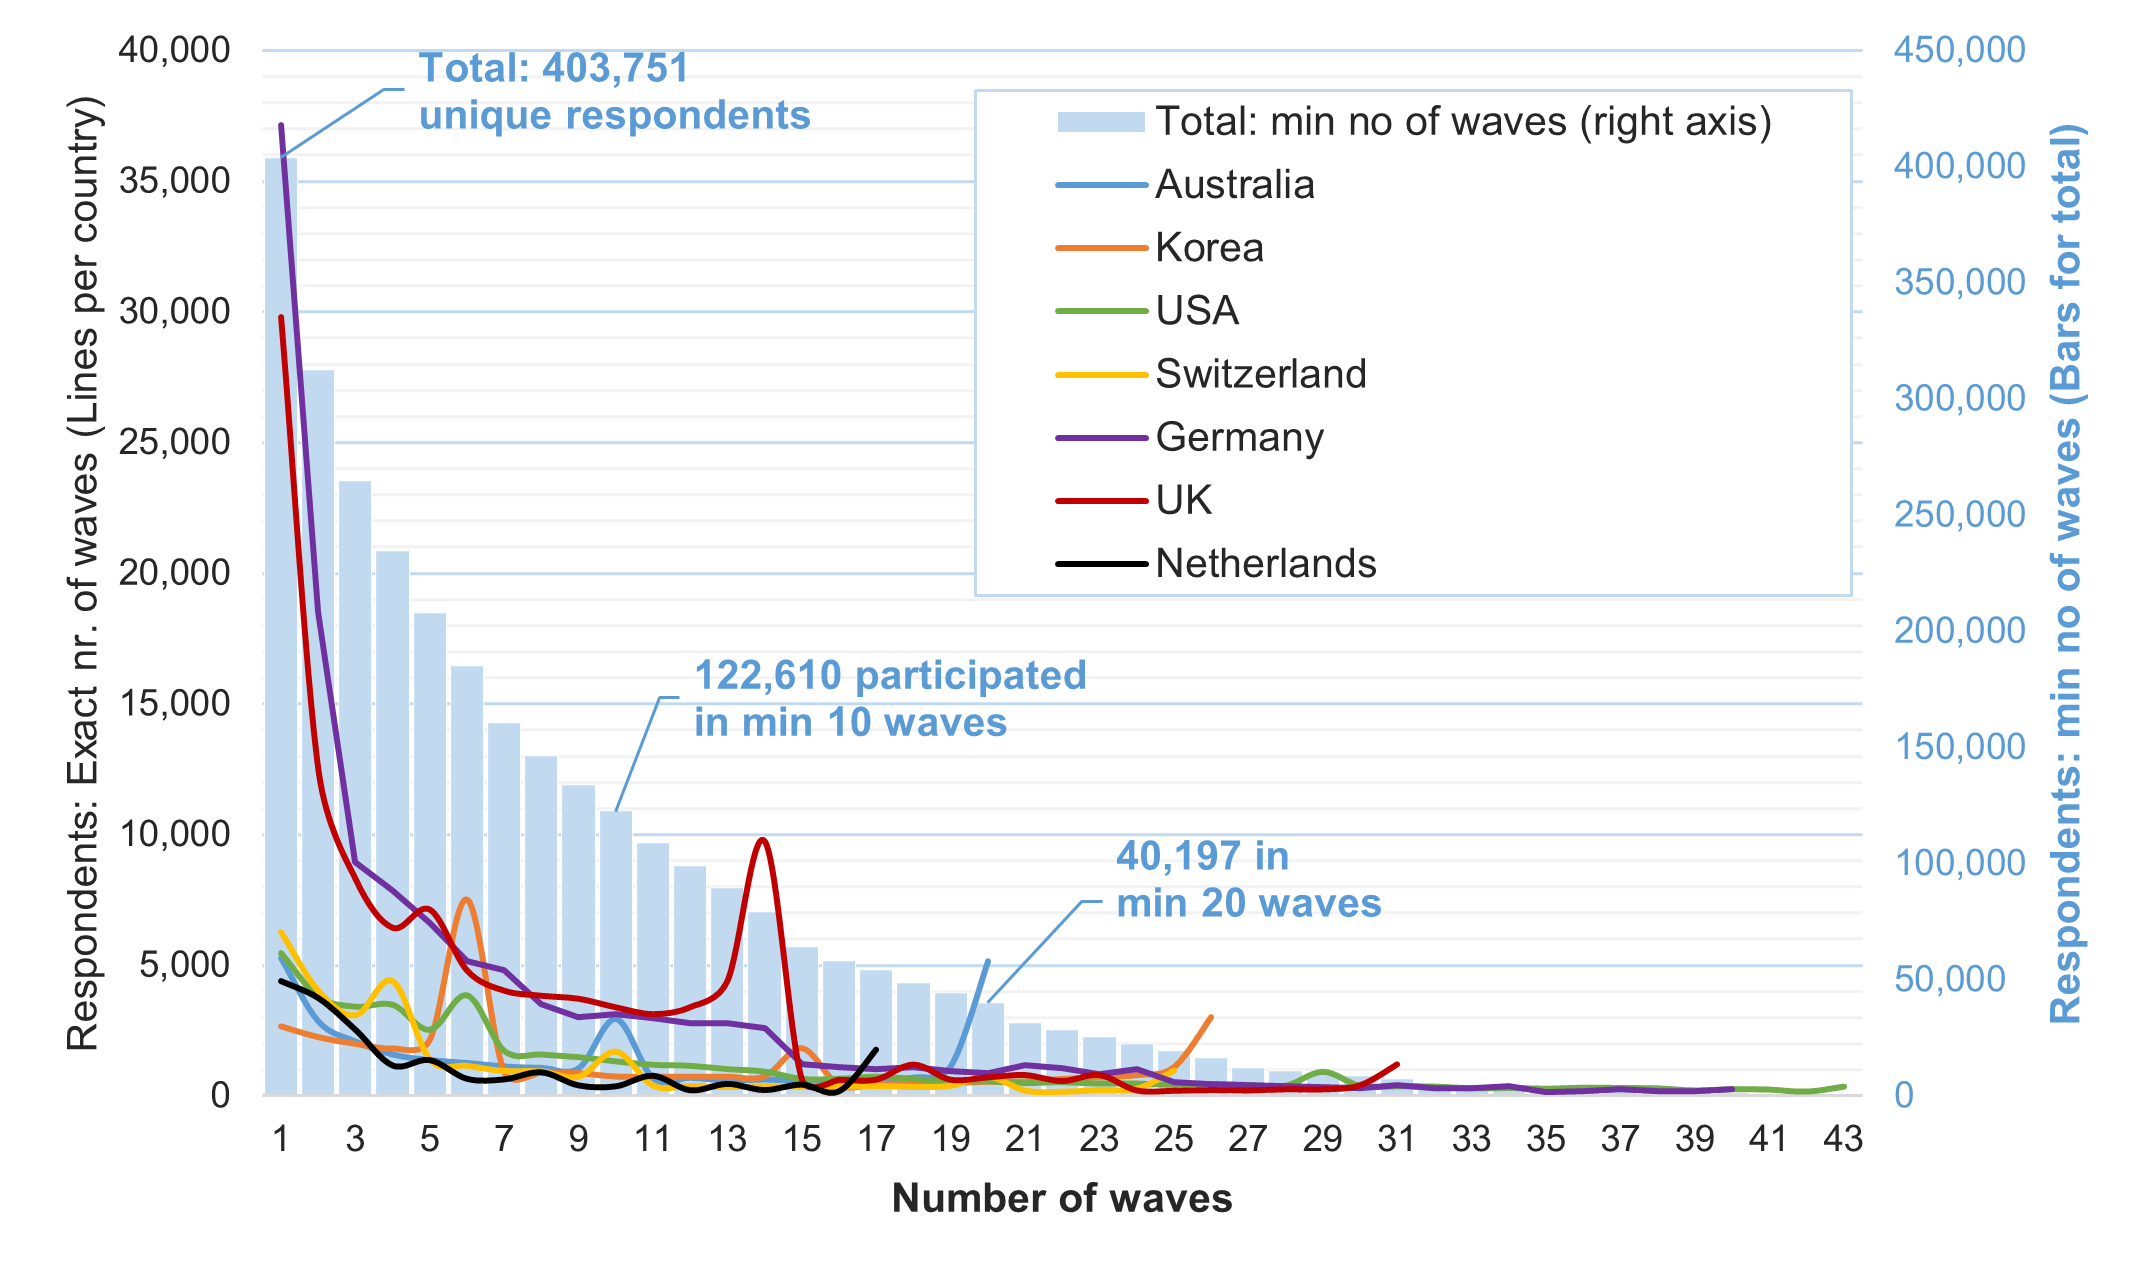 40,000
35,000
30,000
25,000
20,000
15,000
10,000
5,000
0
Respondents: Exact nr. of waves (Lines per country)
Total: 403,751
unique respondents
122,610 participated
in min 10 waves
40,197 in
min 20 waves
Total: min no of waves (right axis)
Australia
Korea
USA
Switzerland
Germany
UK
Netherlands
450,000
400,000
350,000
300,000
250,000
200,000
150,000
100,000
50,000
0
Respondents: min no of waves (Bars for total)
1 3 5 7 9 11 13 15 17 19 21 23 25 27 29 31 33 35 37 39 41 43
Number of waves